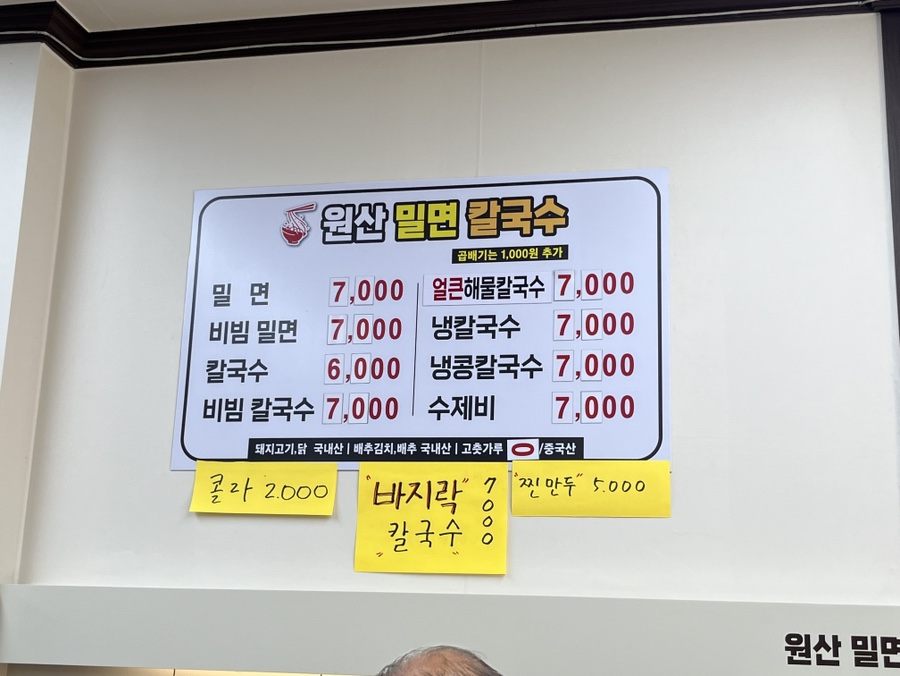 원산 밀면 칼국수
곱배기는 1,000원 추가
밀 면 7,000
비빔 밀면 7,000
칼국수 6,000
비빔 칼국수 7,000
얼큰해물칼국수 7,000
냉칼국수 7,000
냉콩칼국수 7,000
수제비 7,000
돼지고기,닭 국내산 | 배추김치,배추 국내산 | 고춧가루 /중국산
콜라 2.000
"바지락" 7000
"칼국수"
"찐만두" 5.000
원산 밀면